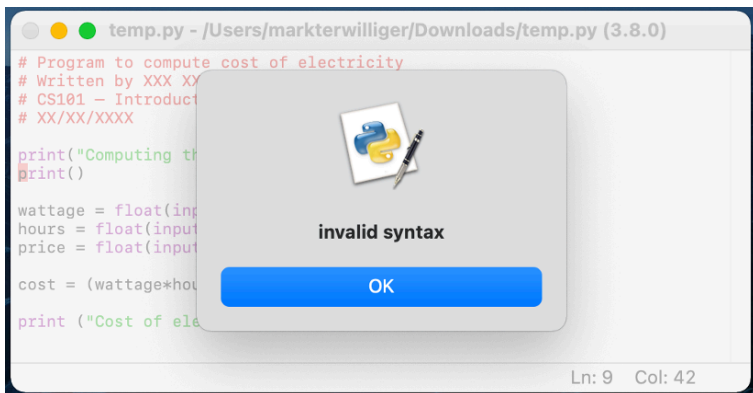 temp.py - /Users/markterwilliger/Downloads/temp.py (3.8.0)
# Program to compute cost of electricity
# Written by XXX XX
# CS101 — Introduct
# XX/XX/XXXX
print("Computing th
print()
wattage = float(inp
hours = float(input
price = float(input
cost = (wattage*hou
print ("Cost of ele
invalid syntax
OK
Ln: 9 Col: 42